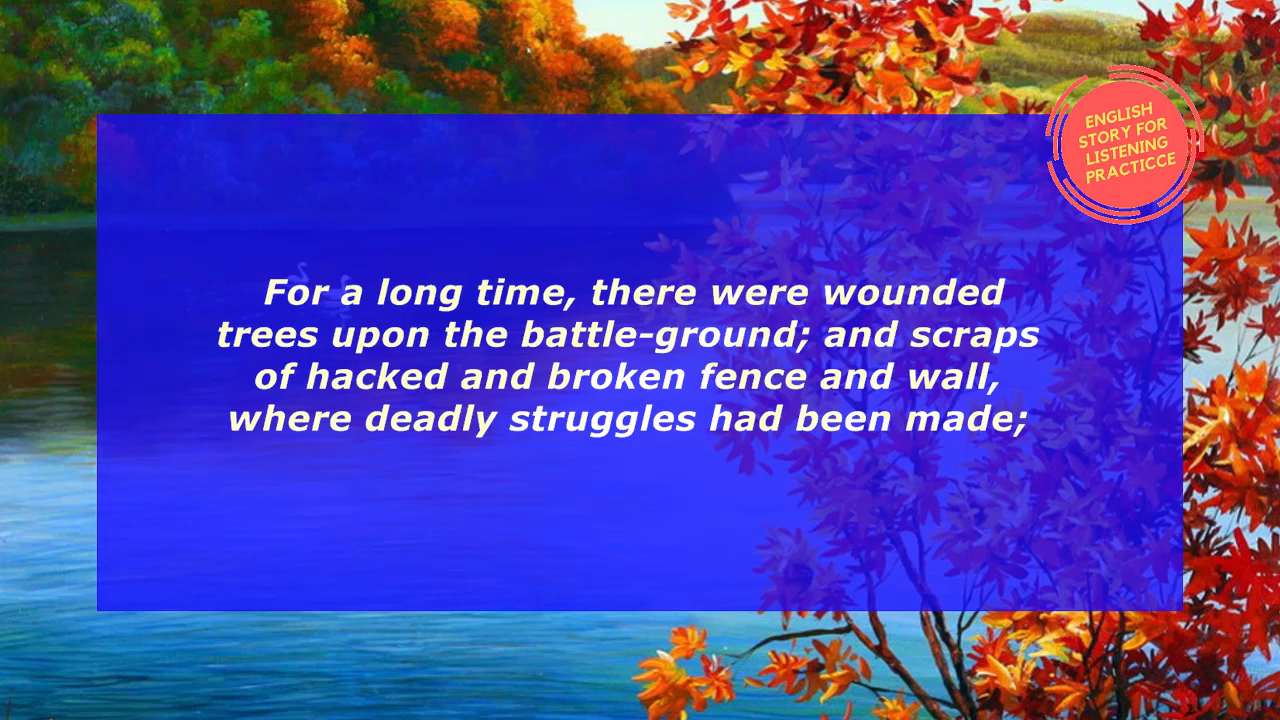 ENGLISH
STORY FOR
LISTENING
PRACTICCE
For a long time, there were wounded
trees upon the battle-ground; and scraps
of hacked and broken fence and wall,
where deadly struggles had been made;